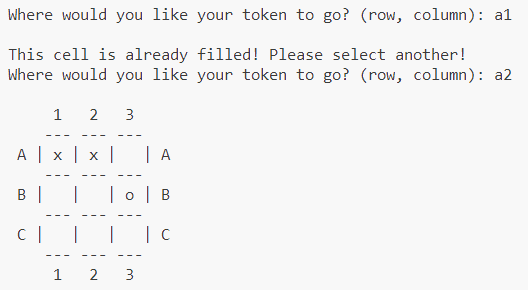 Where would you like your token to go? (row, column): a1
This cell is already filled! Please select another!
Where would you like your token to go? (row, column): a2
1 2 3
--- --- ---
A | x | x | | A
--- --- ---
B | | | o | B
--- --- ---
C | | | | C
--- --- ---
1 2 3